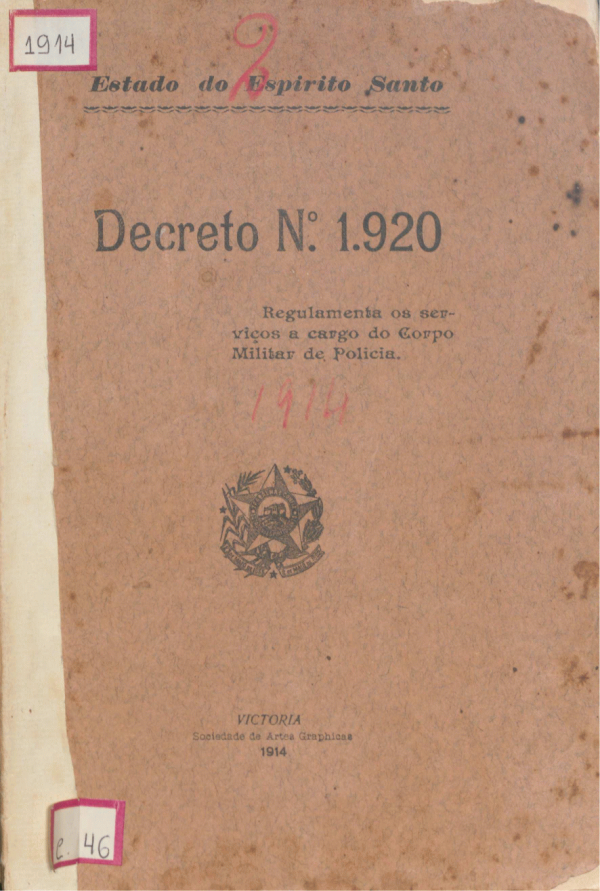 1914
2
Estado do Espirito Santo
Decreto N.º 1.920
Regulamenta os ser-
viços a cargo do Corpo
Militar de Policia.
1914
VICTORIA
Sociedade de Artes Graphicas
1914
e. 46